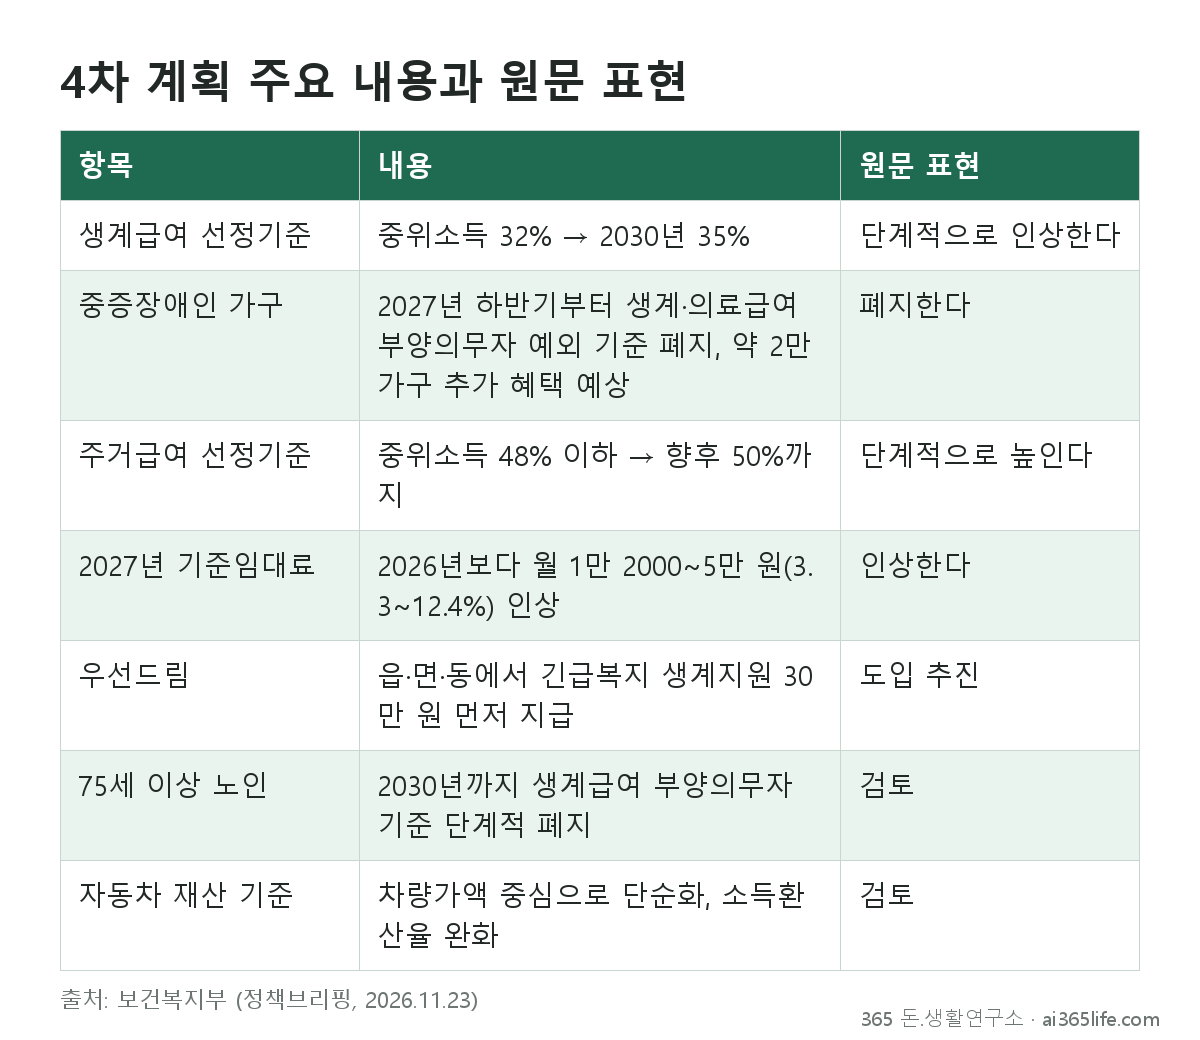 4차 계획 주요 내용과 원문 표현
항목 내용 원문 표현
생계급여 선정기준 중위소득 32% → 2030년 35% 단계적으로 인상한다
중증장애인 가구 2027년 하반기부터 생계·의료급여 폐지한다
부양의무자 예외 기준 폐지, 약 2만
가구 추가 혜택 예상
주거급여 선정기준 중위소득 48% 이하 → 향후 50%까 단계적으로 높인다
지
2027년 기준임대료 2026년보다 월 1만 2000~5만 원(3. 인상한다
3~12.4%) 인상
우선드림 읍·면·동에서 긴급복지 생계지원 30 도입 추진
만 원 먼저 지급
75세 이상 노인 2030년까지 생계급여 부양의무자 검토
기준 단계적 폐지
자동차 재산 기준 차량가액 중심으로 단순화, 소득환 검토
산율 완화
출처: 보건복지부 (정책브리핑, 2026.11.23)
365 돈.생활연구소 · ai365life.com